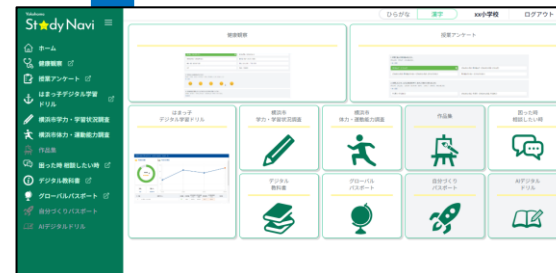 Yokohama
St★dy Navi
ひらがな 漢字 xx小学校 ログアウト
ホーム
健康観察
授業アンケート
はまっ子デジタル学習
ドリル
横浜市学力・学習状況調査
横浜市体力・運動能力調査
作品集
困った時 相談したい時
デジタル教科書
グローバルパスポート
自分づくりパスポート
AIデジタルドリル
健康観察
授業アンケート
はまっ子
デジタル学習ドリル
横浜市
学力・学習状況調査
横浜市
体力・運動能力調査
作品集
困った時
相談したい時
デジタル
教科書
グローバル
パスポート
自分づくり
パスポート
AIデジタル
ドリル